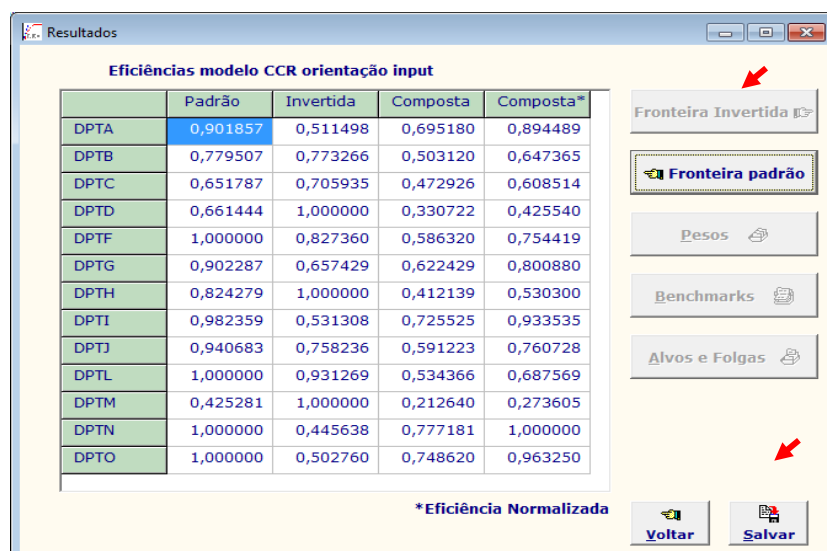 Resultados
Eficiências modelo CCR orientação input
Padrão Invertida Composta Composta*
DPTA 0,901857 0,511498 0,695180 0,894489
DPTB 0,779507 0,773266 0,503120 0,647365
DPTC 0,651787 0,705935 0,472926 0,608514
DPTD 0,661444 1,000000 0,330722 0,425540
DPTF 1,000000 0,827360 0,586320 0,754419
DPTG 0,902287 0,657429 0,622429 0,800880
DPTH 0,824279 1,000000 0,412139 0,530300
DPTI 0,982359 0,531308 0,725525 0,933535
DPTJ 0,940683 0,758236 0,591223 0,760728
DPTL 1,000000 0,931269 0,534366 0,687569
DPTM 0,425281 1,000000 0,212640 0,273605
DPTN 1,000000 0,445638 0,777181 1,000000
DPTO 1,000000 0,502760 0,748620 0,963250
*Eficiência Normalizada
Fronteira Invertida
Fronteira padrão
Pesos
Benchmarks
Alvos e Folgas
Voltar
Salvar